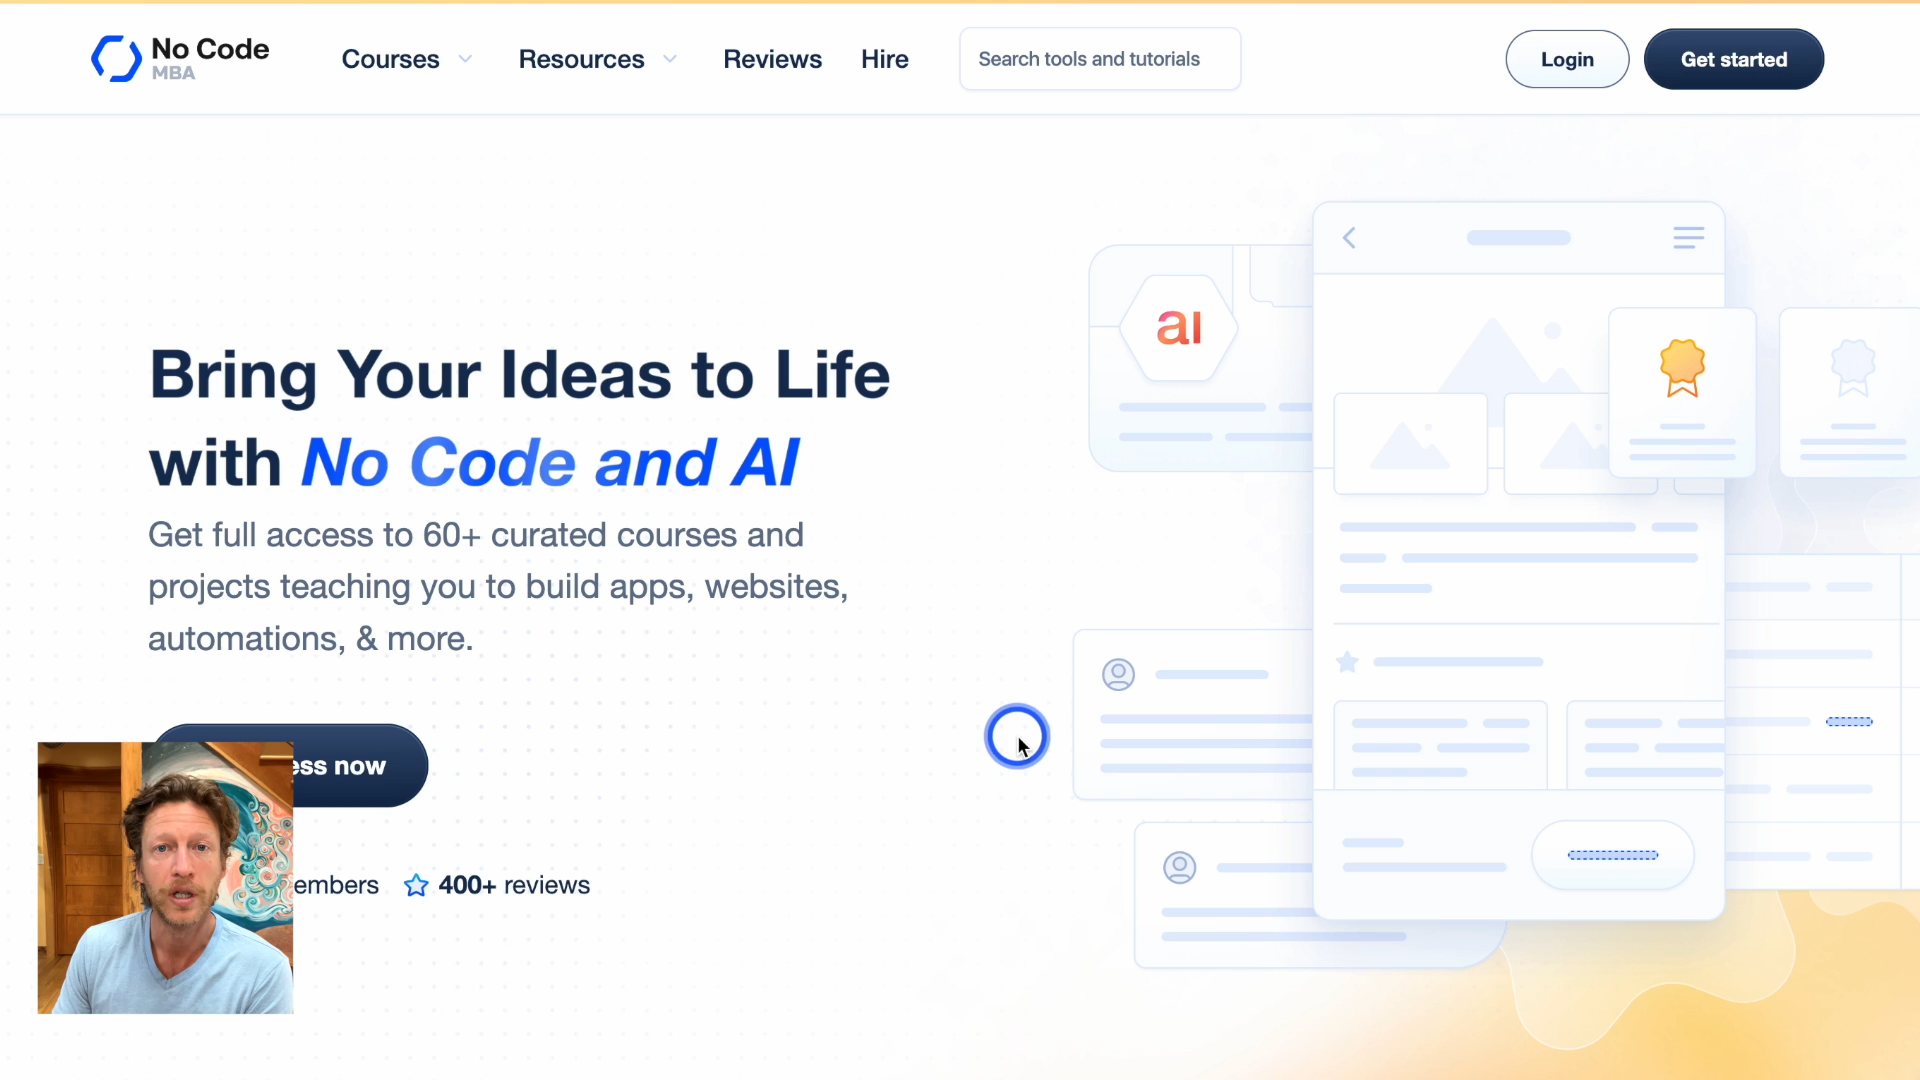 No Code
MBA
Courses
Resources
Reviews
Hire
Search tools and tutorials
Login
Get started
Bring Your Ideas to Life
with No Code and AI
Get full access to 60+ curated courses and
projects teaching you to build apps, websites,
automations, & more.
ess now
embers
400+ reviews
aı